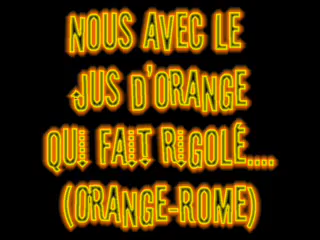 NOUS AVEC LE
JUS D'ORANGE
QUI FAIT RIGOLÉ....
(ORANGE-ROME)